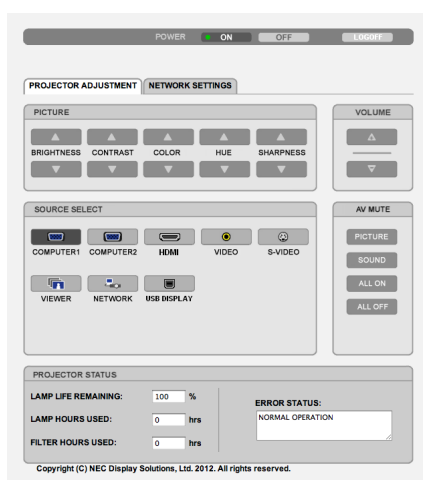 POWER ON OFF LOGOFF
PROJECTOR ADJUSTMENT NETWORK SETTINGS
PICTURE
BRIGHTNESS CONTRAST COLOR HUE SHARPNESS
VOLUME
SOURCE SELECT
COMPUTER1 COMPUTER2 HDMI VIDEO S-VIDEO
VIEWER NETWORK USB DISPLAY
AV MUTE
PICTURE
SOUND
ALL ON
ALL OFF
PROJECTOR STATUS
LAMP LIFE REMAINING: 100 %
LAMP HOURS USED: 0 hrs
FILTER HOURS USED: 0 hrs
ERROR STATUS:
NORMAL OPERATION
Copyright (C) NEC Display Solutions, Ltd. 2012. All rights reserved.